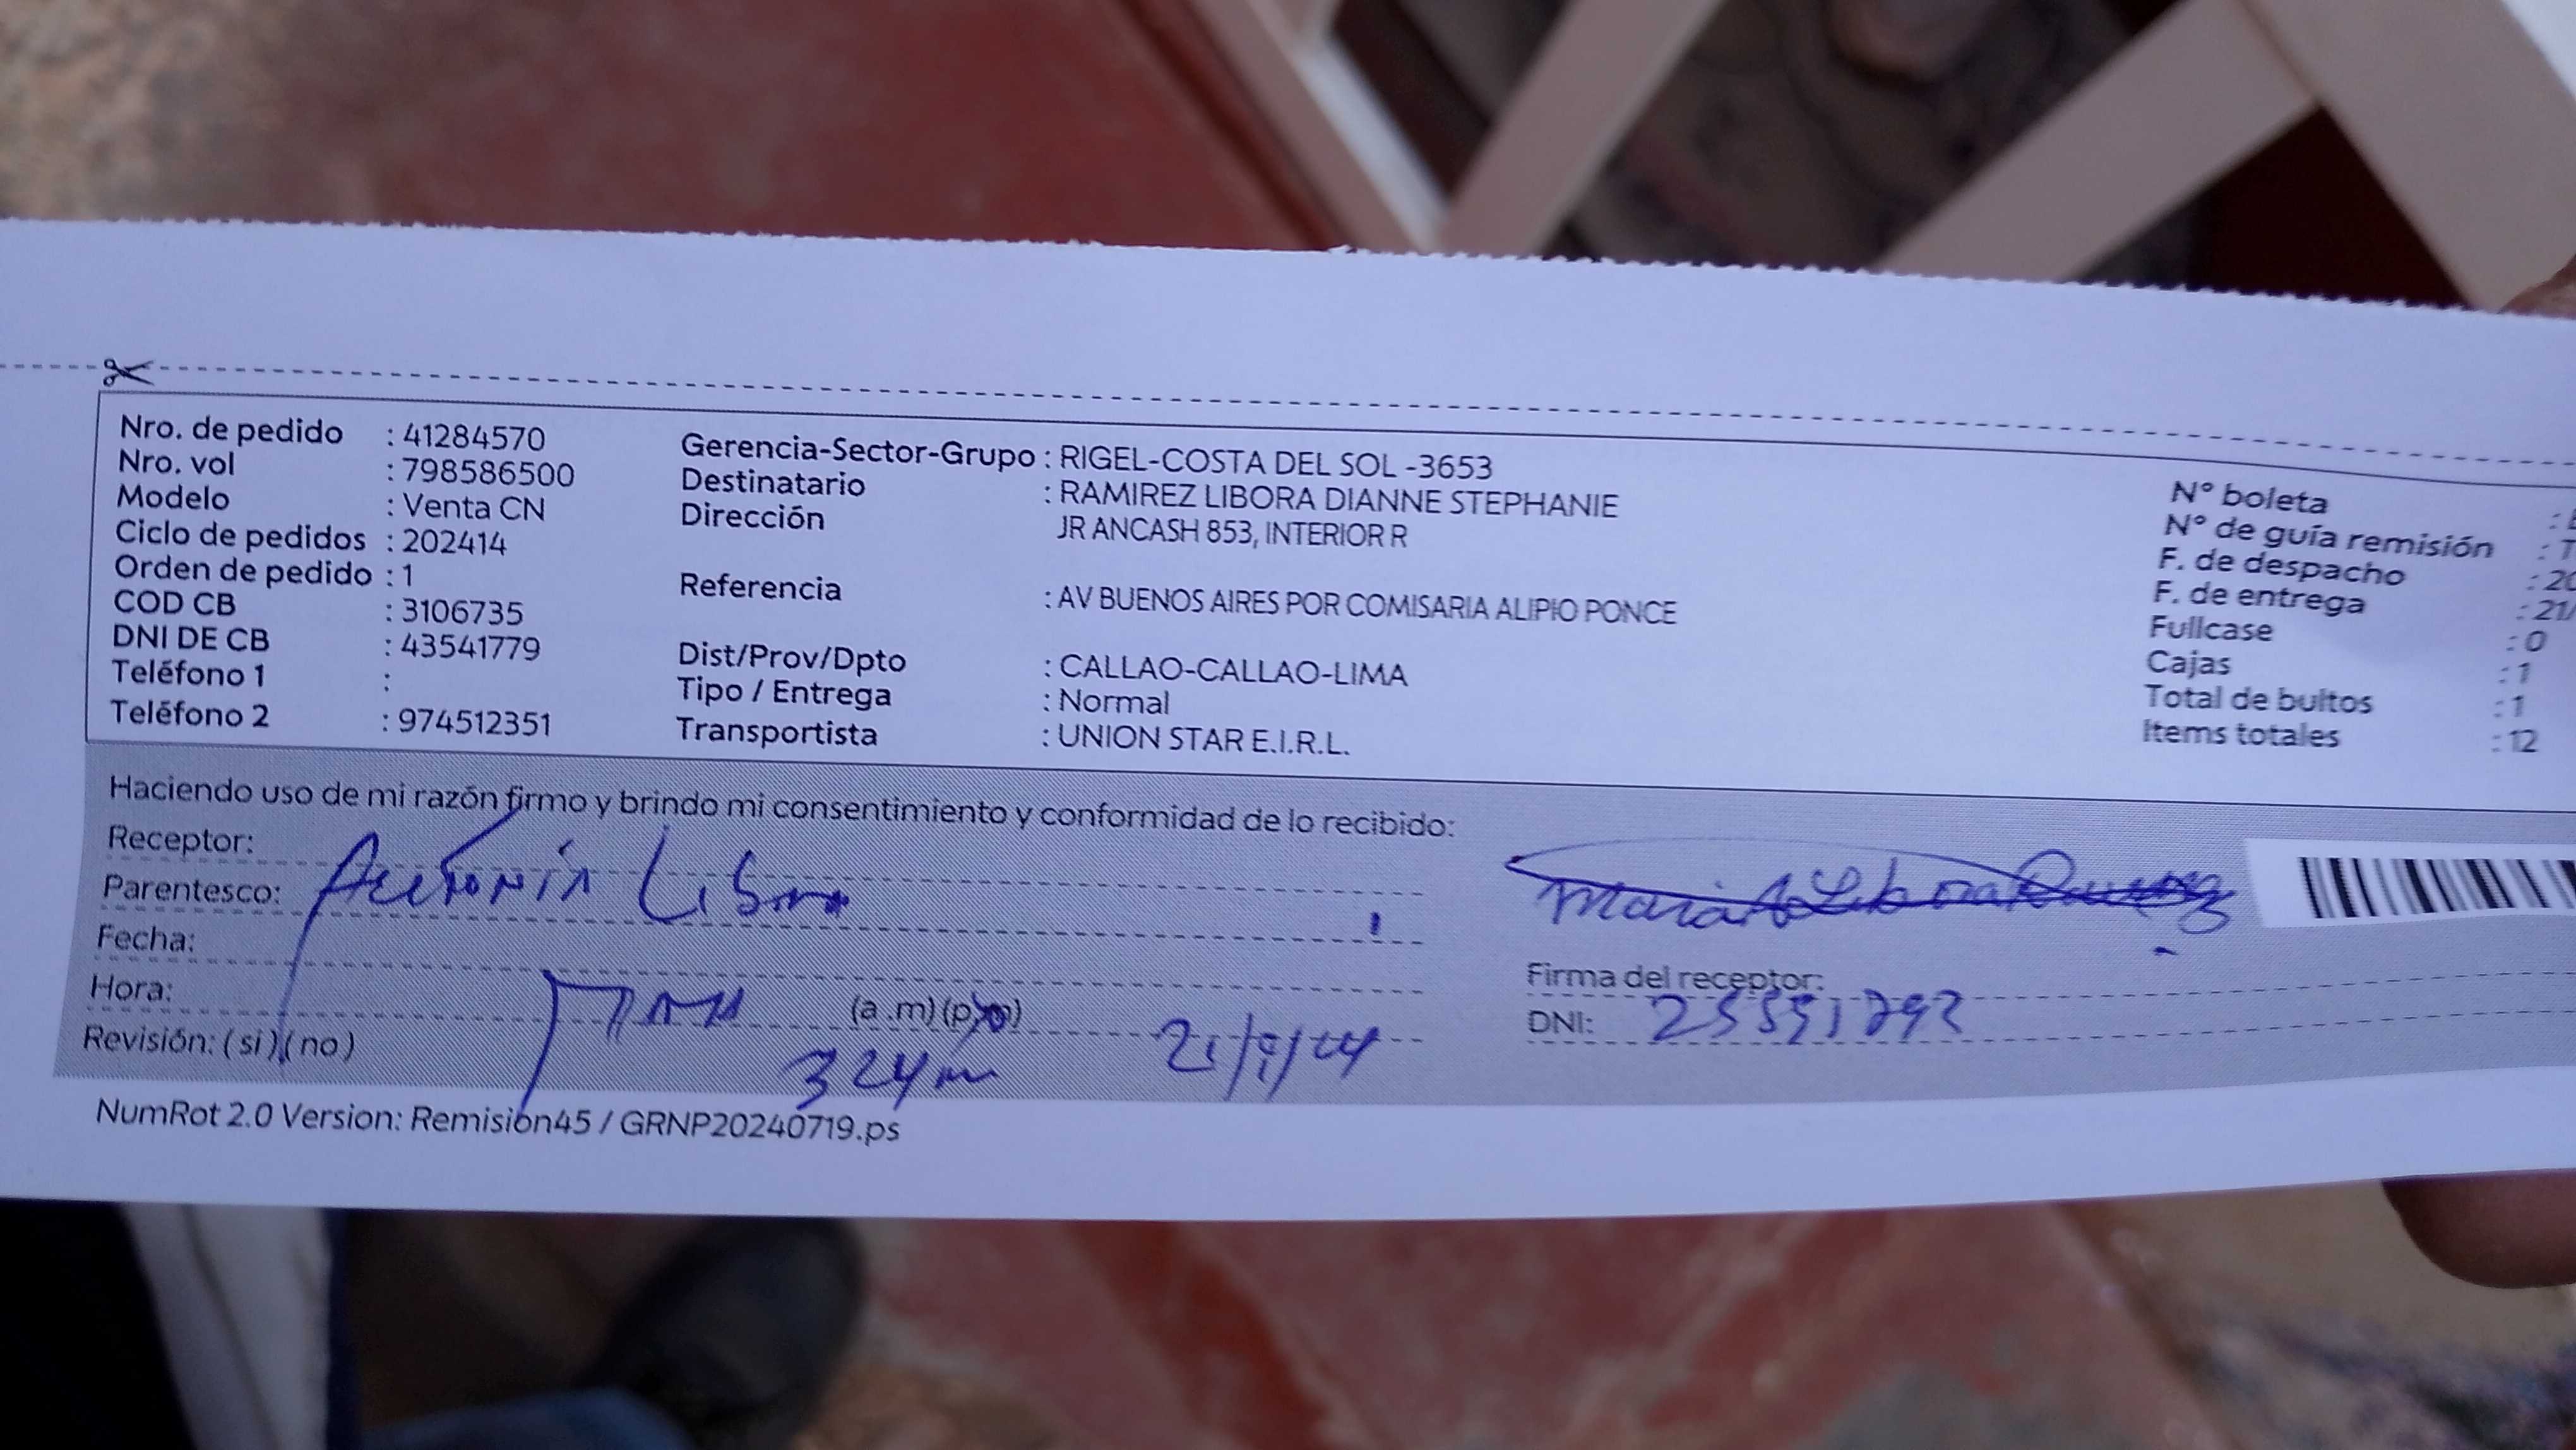 Nro. de pedido : 41284570
Nro. vol : 798586500
Modelo : Venta CN
Ciclo de pedidos : 202414
Orden de pedido : 1
COD CB : 3106735
DNI DE CB : 43541779
Teléfono 1 :
Teléfono 2 : 974512351
Gerencia-Sector-Grupo : RIGEL-COSTA DEL SOL -3653
Destinatario : RAMIREZ LIBORA DIANNE STEPHANIE
Dirección JR ANCASH 853, INTERIOR R
Referencia : AV BUENOS AIRES POR COMISARIA ALIPIO PONCE
Dist/Prov/Dpto : CALLAO-CALLAO-LIMA
Tipo / Entrega : Normal
Transportista : UNION STAR E.I.R.L.
N° boleta :
N° de guía remisión : T
F. de despacho : 20
F. de entrega : 21/
Fullcase : 0
Cajas : 1
Total de bultos : 1
Items totales : 12
Haciendo uso de mi razón firmo y brindo mi consentimiento y conformidad de lo recibido:
Receptor:
Parentesco:
Fecha:
Hora: (a.m) (p.m)
Revisión: ( si ) ( no )
Firma del receptor:
DNI:
NumRot 2.0 Version: Remisión45 / GRNP20240719.ps